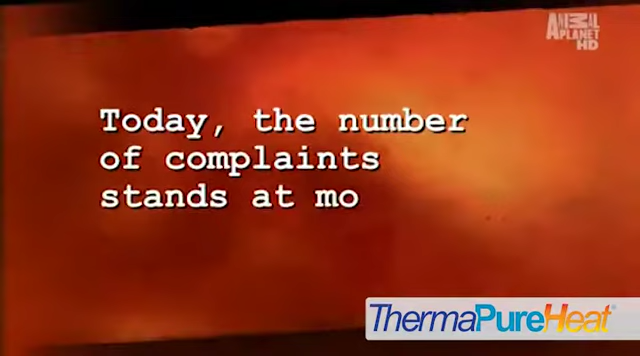 ANIMAL
PLANET
HD
Today, the number
of complaints
stands at mo
ThermaPureHeat®